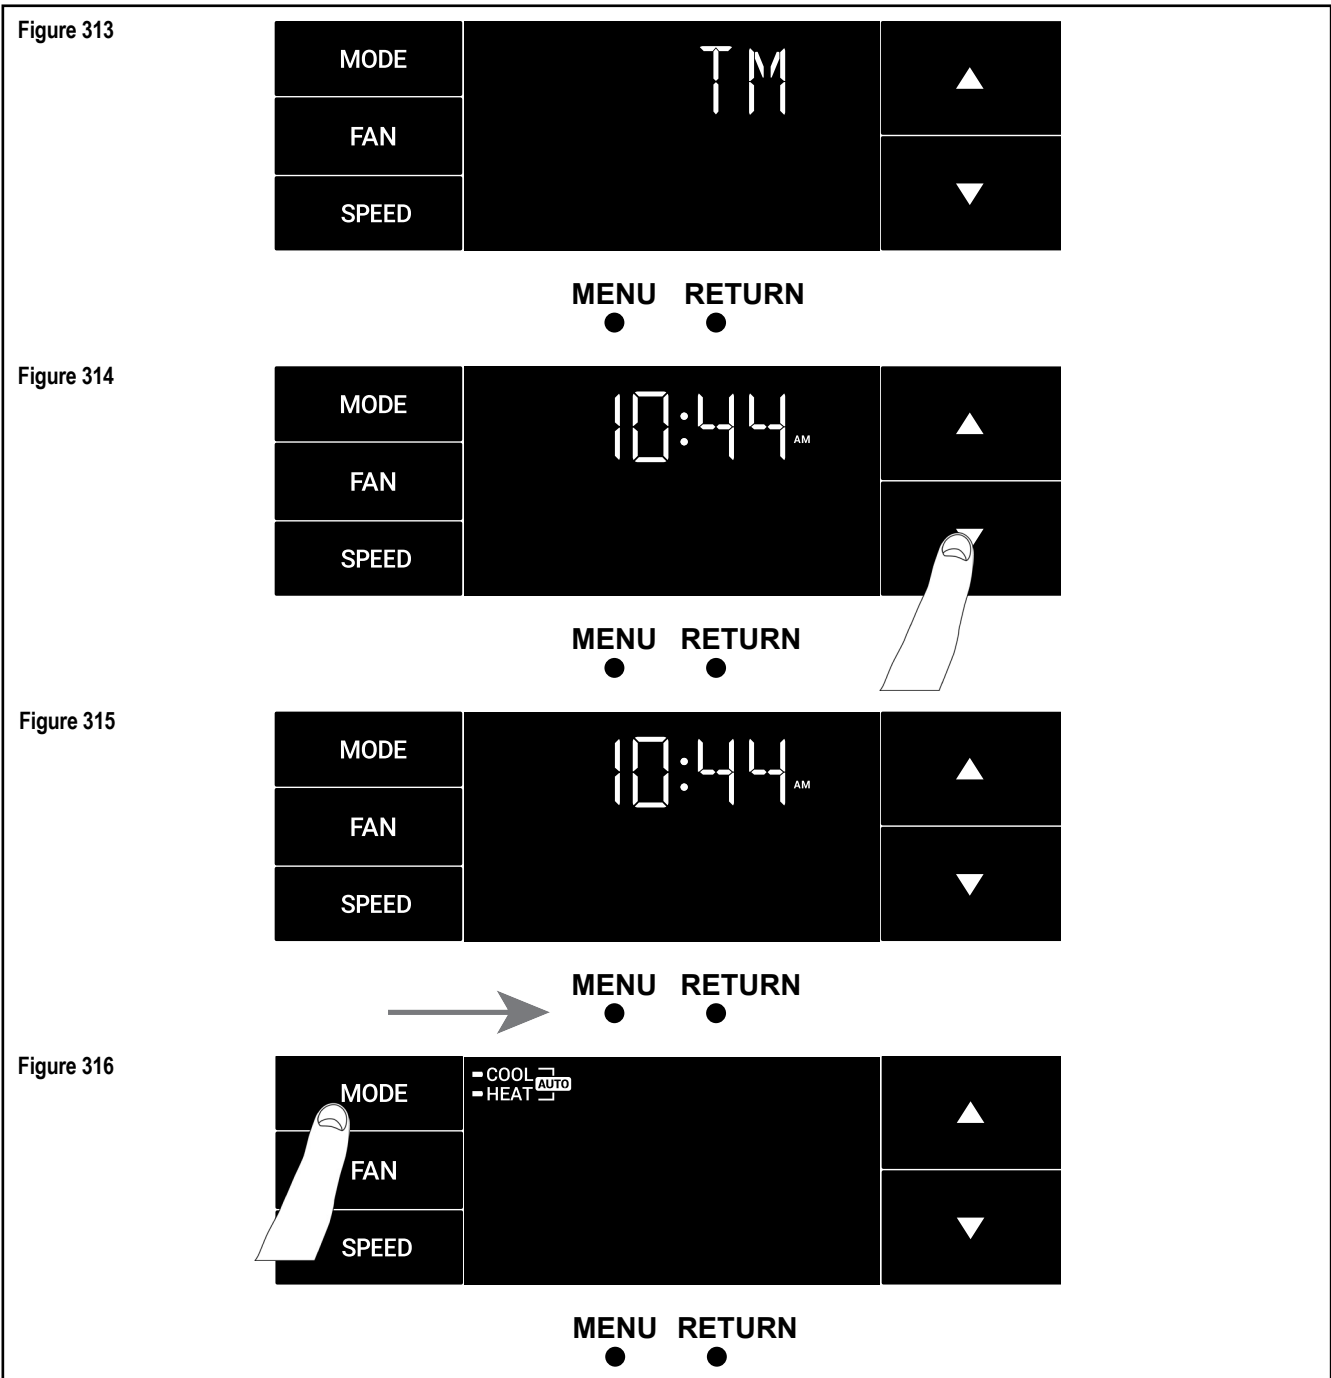 Figure 313
MODE
TM
FAN
SPEED
MENU RETURN
Figure 314
MODE
10:44 AM
FAN
SPEED
MENU RETURN
Figure 315
MODE
10:44 AM
FAN
SPEED
MENU RETURN
Figure 316
MODE
COOL
AUTO
HEAT
FAN
SPEED
MENU RETURN